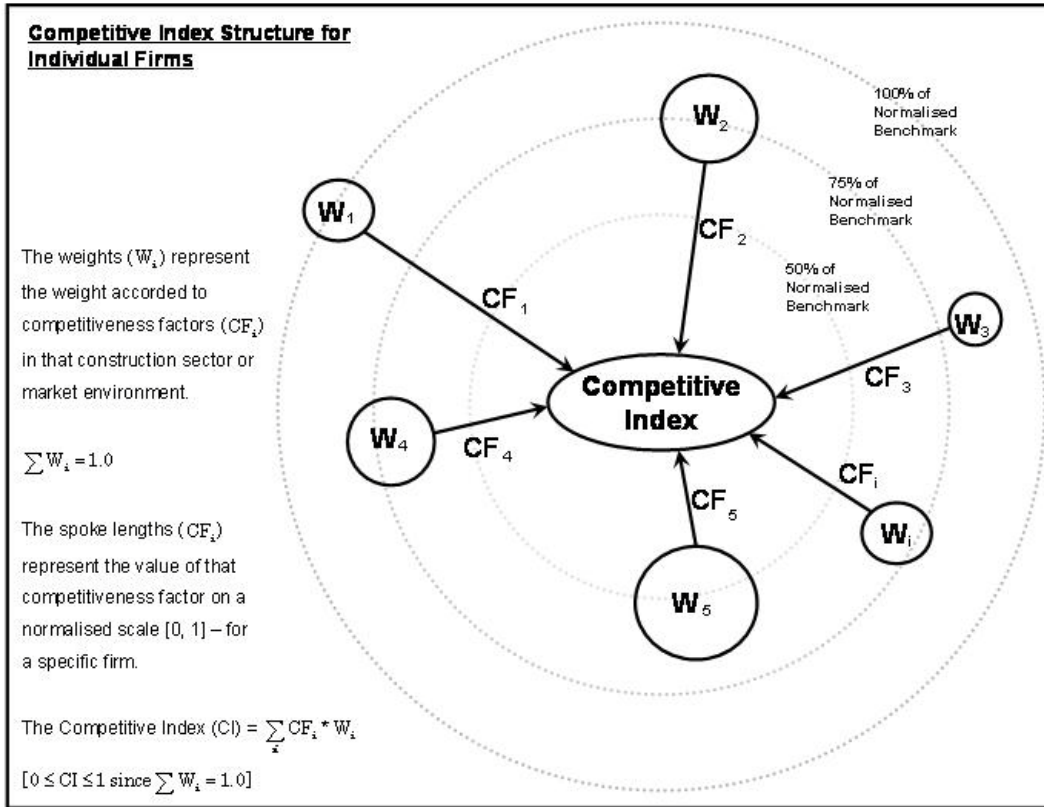 Competitive Index Structure for
Individual Firms
100% of
Normalised
Benchmark
W₂
75% of
Normalised
Benchmark
W₁
CF₂
The weights (Wᵢ) represent
the weight accorded to
competitiveness factors (CFᵢ)
in that construction sector or
market environment.
50% of
Normalised
Benchmark
CF₁
W₃
CF₃
Competitive
Index
W₄
CF₄
∑Wᵢ=1.0
CFᵢ
CF₅
Wᵢ
W₅
The spoke lengths (CFᵢ)
represent the value of that
competitiveness factor on a
normalised scale [0, 1] – for
a specific firm.
The Competitive Index (CI) = ∑ᵢ CFᵢ * Wᵢ
[0 ≤ CI ≤ 1 since ∑ Wᵢ = 1.0]